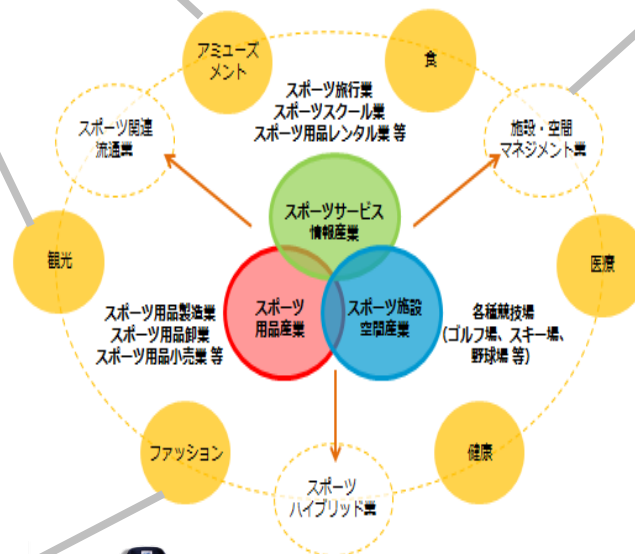 アミューズ
メント
食
スポーツ旅行業
スポーツスクール業
スポーツ用品レンタル業 等
スポーツ関連
流通業
施設・空間
マネジメント業
スポーツサービス
情報産業
観光
医療
スポーツ
用品産業
スポーツ施設
空間産業
スポーツ用品製造業
スポーツ用品卸業
スポーツ用品小売業 等
各種競技場
(ゴルフ場、スキー場、
野球場 等)
ファッション
健康
スポーツ
ハイブリッド業